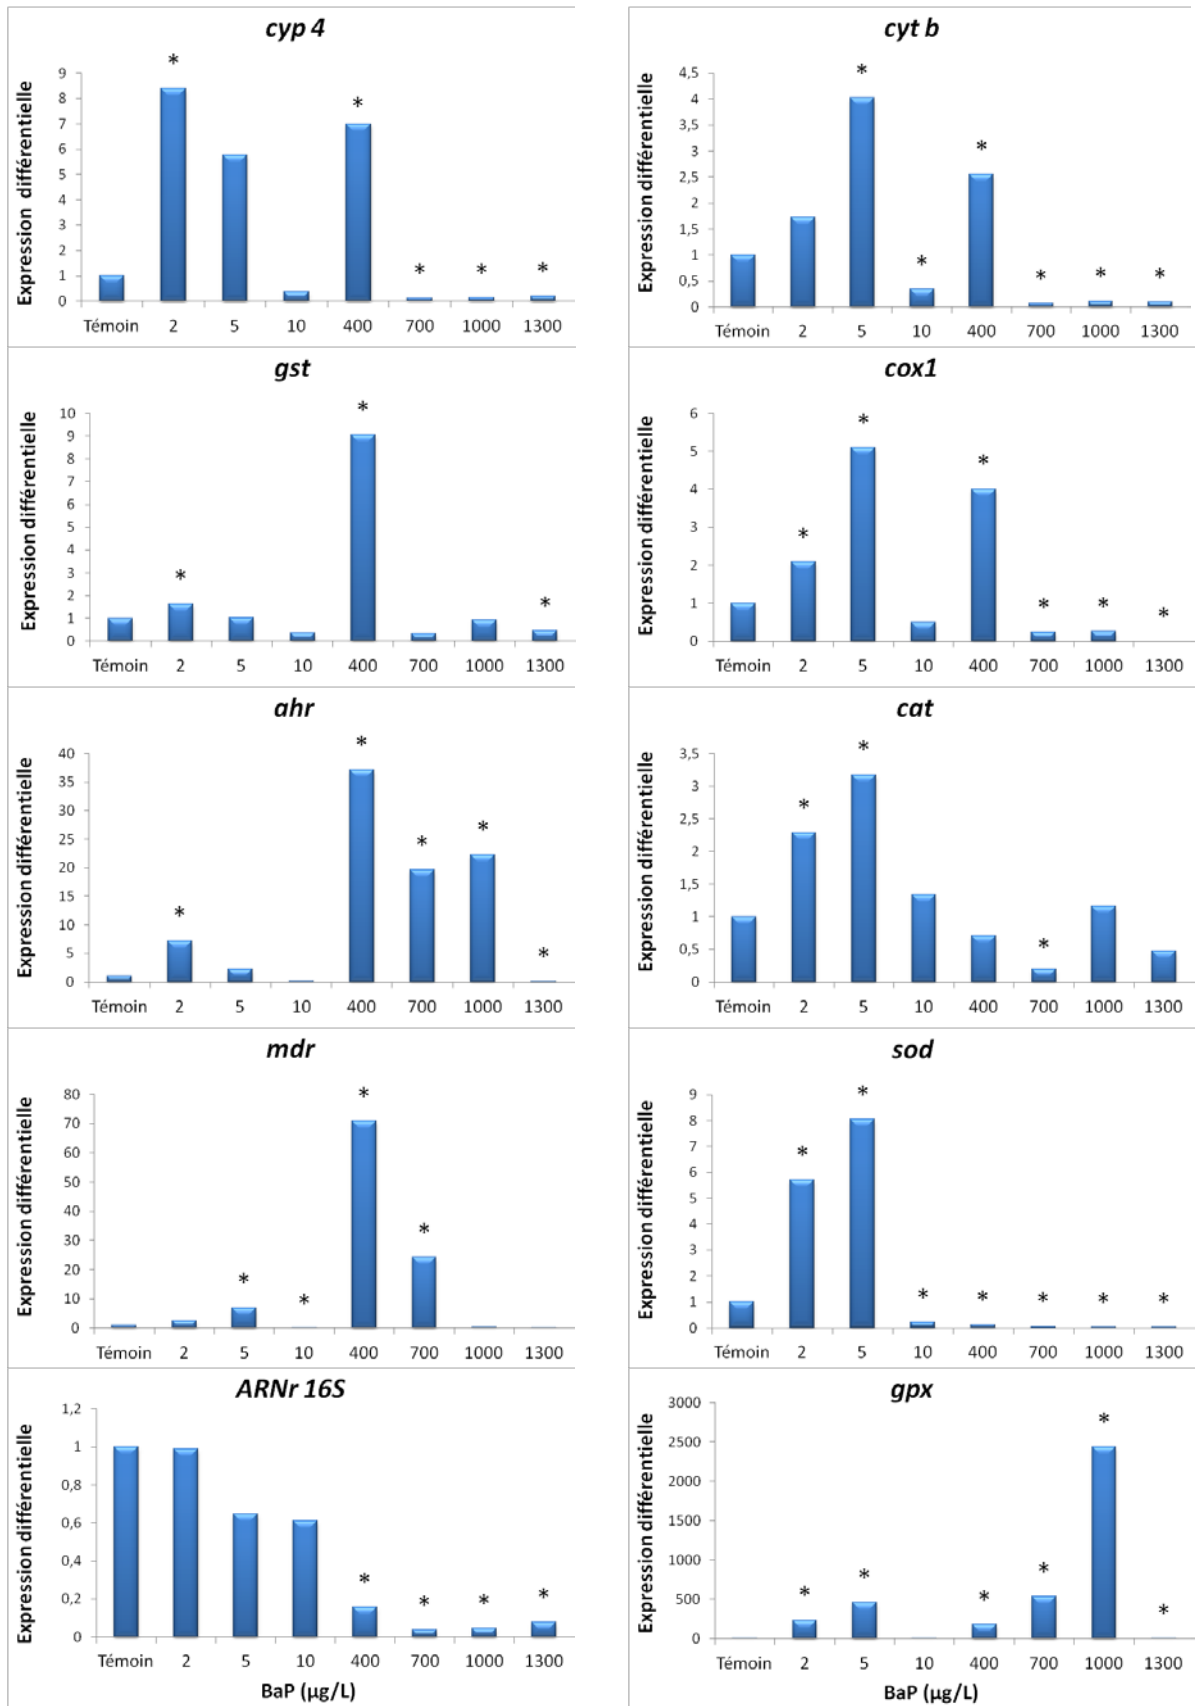 cyp 4
Expression différentielle
9
8
7
6
5
4
3
2
1
0
* * * * *
Témoin 2 5 10 400 700 1000 1300
cyt b
Expression différentielle
4,5
4
3,5
3
2,5
2
1,5
1
0,5
0
* * * * * *
Témoin 2 5 10 400 700 1000 1300
gst
Expression différentielle
10
9
8
7
6
5
4
3
2
1
0
* * *
Témoin 2 5 10 400 700 1000 1300
cox1
Expression différentielle
6
5
4
3
2
1
0
* * * * * *
Témoin 2 5 10 400 700 1000 1300
ahr
Expression différentielle
40
35
30
25
20
15
10
5
0
* * * * *
Témoin 2 5 10 400 700 1000 1300
cat
Expression différentielle
3,5
3
2,5
2
1,5
1
0,5
0
* * *
Témoin 2 5 10 400 700 1000 1300
mdr
Expression différentielle
80
70
60
50
40
30
20
10
0
* * * *
Témoin 2 5 10 400 700 1000 1300
sod
Expression différentielle
9
8
7
6
5
4
3
2
1
0
* * * * * * *
Témoin 2 5 10 400 700 1000 1300
ARNr 16S
Expression différentielle
1,2
1
0,8
0,6
0,4
0,2
0
* * * *
Témoin 2 5 10 400 700 1000 1300
BaP (µg/L)
gpx
Expression différentielle
3000
2500
2000
1500
1000
500
0
* * * * * *
Témoin 2 5 10 400 700 1000 1300
BaP (µg/L)